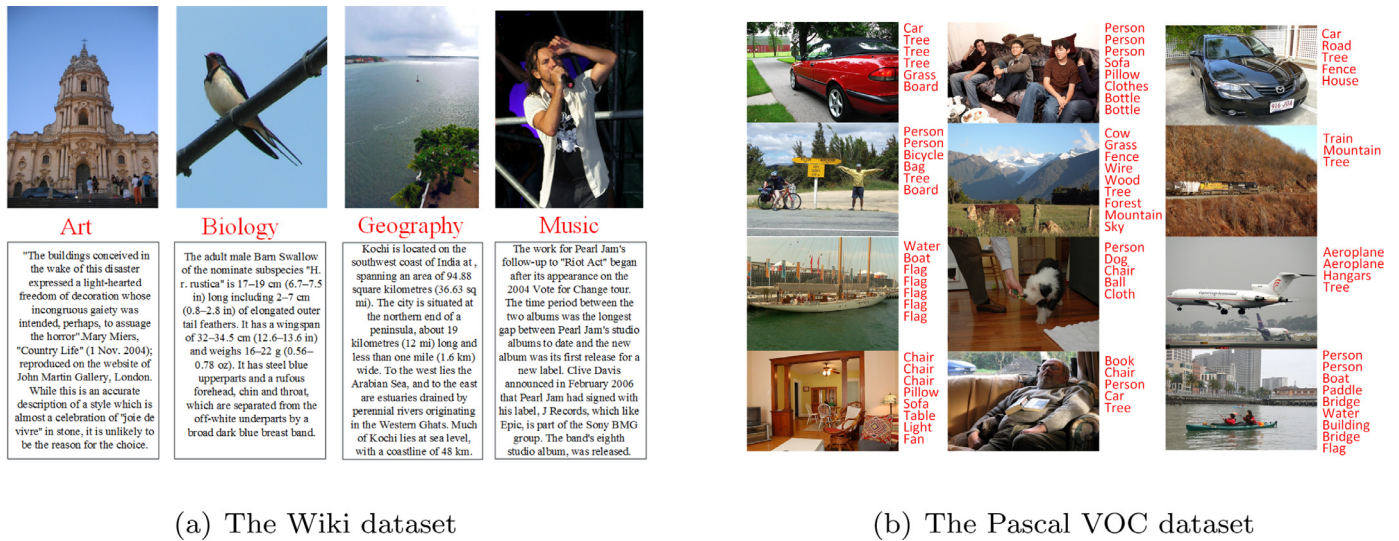 Art
"The buildings conceived in
the wake of this disaster
expressed a light-hearted
freedom of decoration whose
incongruous gaiety was
intended, perhaps, to assuage
the horror".Mary Miers,
"Country Life" (1 Nov. 2004);
reproduced on the website of
John Martin Gallery, London.
While this is an accurate
description of a style which is
almost a celebration of "joie de
vivre" in stone, it is unlikely to
be the reason for the choice.
Biology
The adult male Barn Swallow
of the nominate subspecies "H.
r. rustica" is 17–19 cm (6.7–7.5
in) long including 2–7 cm
(0.8–2.8 in) of elongated outer
tail feathers. It has a wingspan
of 32–34.5 cm (12.6–13.6 in)
and weighs 16–22 g (0.56–
0.78 oz). It has steel blue
upperparts and a rufous
forehead, chin and throat,
which are separated from the
off-white underparts by a
broad dark blue breast band.
Geography
Kochi is located on the
southwest coast of India at ,
spanning an area of 94.88
square kilometres (36.63 sq
mi). The city is situated at
the northern end of a
peninsula, about 19
kilometres (12 mi) long and
less than one mile (1.6 km)
wide. To the west lies the
Arabian Sea, and to the east
are estuaries drained by
perennial rivers originating
in the Western Ghats. Much
of Kochi lies at sea level,
with a coastline of 48 km.
Music
The work for Pearl Jam's
follow-up to "Riot Act" began
after its appearance on the
2004 Vote for Change tour.
The time period between the
two albums was the longest
gap between Pearl Jam's studio
albums to date and the new
album was its first release for a
new label. Clive Davis
announced in February 2006
that Pearl Jam had signed with
his label, J Records, which like
Epic, is part of the Sony BMG
group. The band's eighth
studio album, was released.
(a) The Wiki dataset
Car
Tree
Tree
Tree
Grass
Board
Person
Person
Person
Sofa
Pillow
Clothes
Bottle
Bottle
Car
Road
Tree
Fence
House
Person
Person
Bicycle
Bag
Tree
Board
Cow
Grass
Fence
Wire
Wood
Tree
Forest
Mountain
Sky
Train
Mountain
Tree
Water
Boat
Flag
Flag
Flag
Flag
Flag
Person
Dog
Chair
Ball
Cloth
Aeroplane
Aeroplane
Hangars
Tree
Chair
Chair
Chair
Pillow
Sofa
Table
Light
Fan
Book
Chair
Person
Car
Tree
Person
Person
Boat
Paddle
Bridge
Water
Building
Bridge
Flag
(b) The Pascal VOC dataset